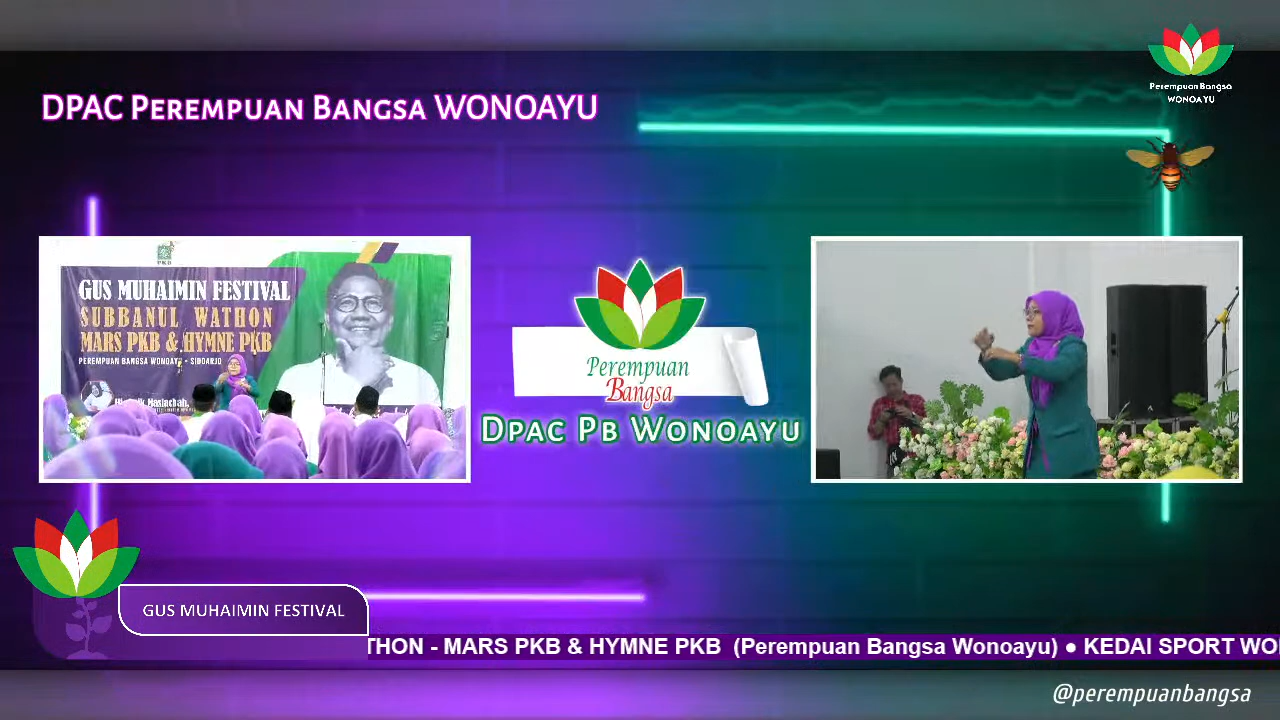 Perempuan Bangsa
WONOAYU
DPAC Perempuan Bangsa WONOAYU
PKB
GUS MUHAIMIN FESTIVAL
SUBBANUL WATHON
MARS PKB & HYMNE PKB
PEREMPUAN BANGSA WONOAYU - SIDOARJO
Perempuan
Bangsa
Dpac Pb Wonoayu
GUS MUHAIMIN FESTIVAL
THON - MARS PKB & HYMNE PKB (Perempuan Bangsa Wonoayu) ● KEDAI SPORT WO
@perempuanbangsa